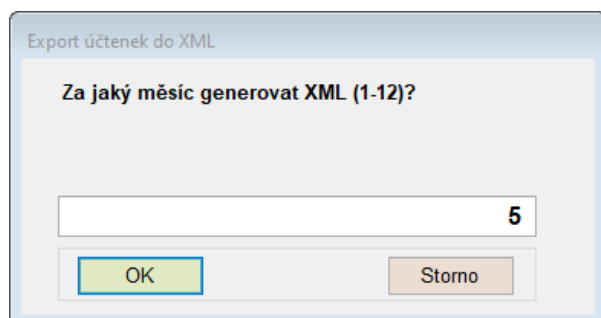 Export účtenek do XML
Za jaký měsíc generovat XML (1-12)?
5
OK Storno